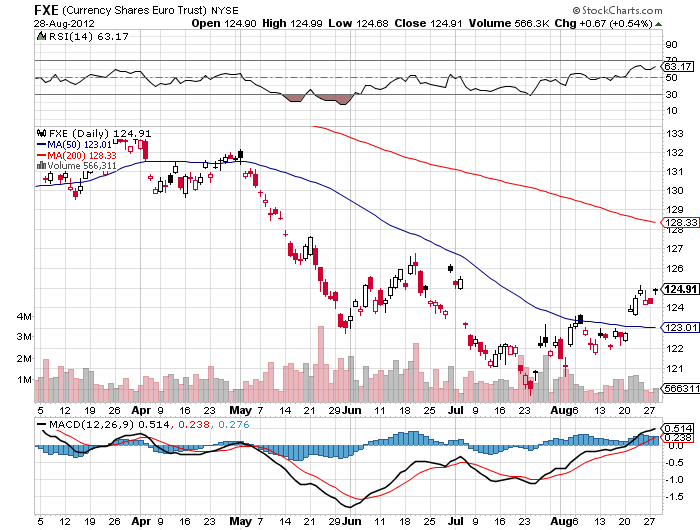 FXE (Currency Shares Euro Trust) NYSE © StockCharts.com
28-Aug-2012 Open 124.90 High 124.99 Low 124.68 Close 124.91 Volume 566.3K Chg +0.67 (+0.54%)
RSI(14) 63.17
90
70
63.17
50
30
10
FXE (Daily) 124.91
MA(50) 123.01
MA(200) 128.33
Volume 566,311
133
132
131
130
129
128.33
128
127
126
125
124.91
124
123.01
122
121
566311
4M
3M
2M
1M
5 12 19 26 Apr 9 16 23 May 7 14 21 Jun 11 18 25 Jul 9 16 23 Aug 6 13 20 27
MACD(12,26,9) 0.514, 0.238, 0.276
0.514
0.238
0.0
-0.5
-1.0
-1.5
5 12 19 26 Apr 9 16 23 May 7 14 21 Jun 11 18 25 Jul 9 16 23 Aug 6 13 20 27